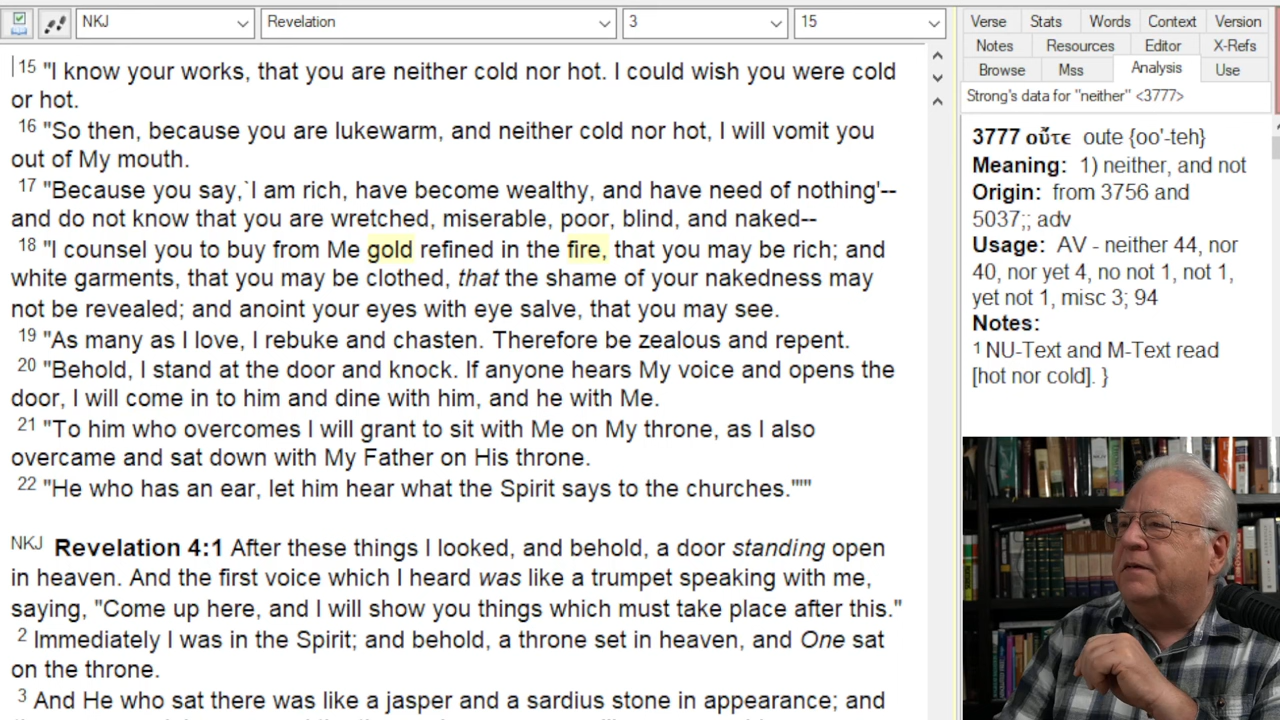 NKJ Revelation 3 15
15 "I know your works, that you are neither cold nor hot. I could wish you were cold
or hot.
16 "So then, because you are lukewarm, and neither cold nor hot, I will vomit you
out of My mouth.
17 "Because you say,`I am rich, have become wealthy, and have need of nothing'--
and do not know that you are wretched, miserable, poor, blind, and naked--
18 "I counsel you to buy from Me gold refined in the fire, that you may be rich; and
white garments, that you may be clothed, that the shame of your nakedness may
not be revealed; and anoint your eyes with eye salve, that you may see.
19 "As many as I love, I rebuke and chasten. Therefore be zealous and repent.
20 "Behold, I stand at the door and knock. If anyone hears My voice and opens the
door, I will come in to him and dine with him, and he with Me.
21 "To him who overcomes I will grant to sit with Me on My throne, as I also
overcame and sat down with My Father on His throne.
22 "He who has an ear, let him hear what the Spirit says to the churches."'"
NKJ Revelation 4:1 After these things I looked, and behold, a door standing open
in heaven. And the first voice which I heard was like a trumpet speaking with me,
saying, "Come up here, and I will show you things which must take place after this."
2 Immediately I was in the Spirit; and behold, a throne set in heaven, and One sat
on the throne.
3 And He who sat there was like a jasper and a sardius stone in appearance; and
Verse Stats Words Context Version
Notes Resources Editor X-Refs
Browse Mss Analysis Use
Strong's data for "neither" <3777>
3777 οὔτε oute {oo'-teh}
Meaning: 1) neither, and not
Origin: from 3756 and
5037;; adv
Usage: AV - neither 44, nor
40, nor yet 4, no not 1, not 1,
yet not 1, misc 3; 94
Notes:
1 NU-Text and M-Text read
[hot nor cold]. }